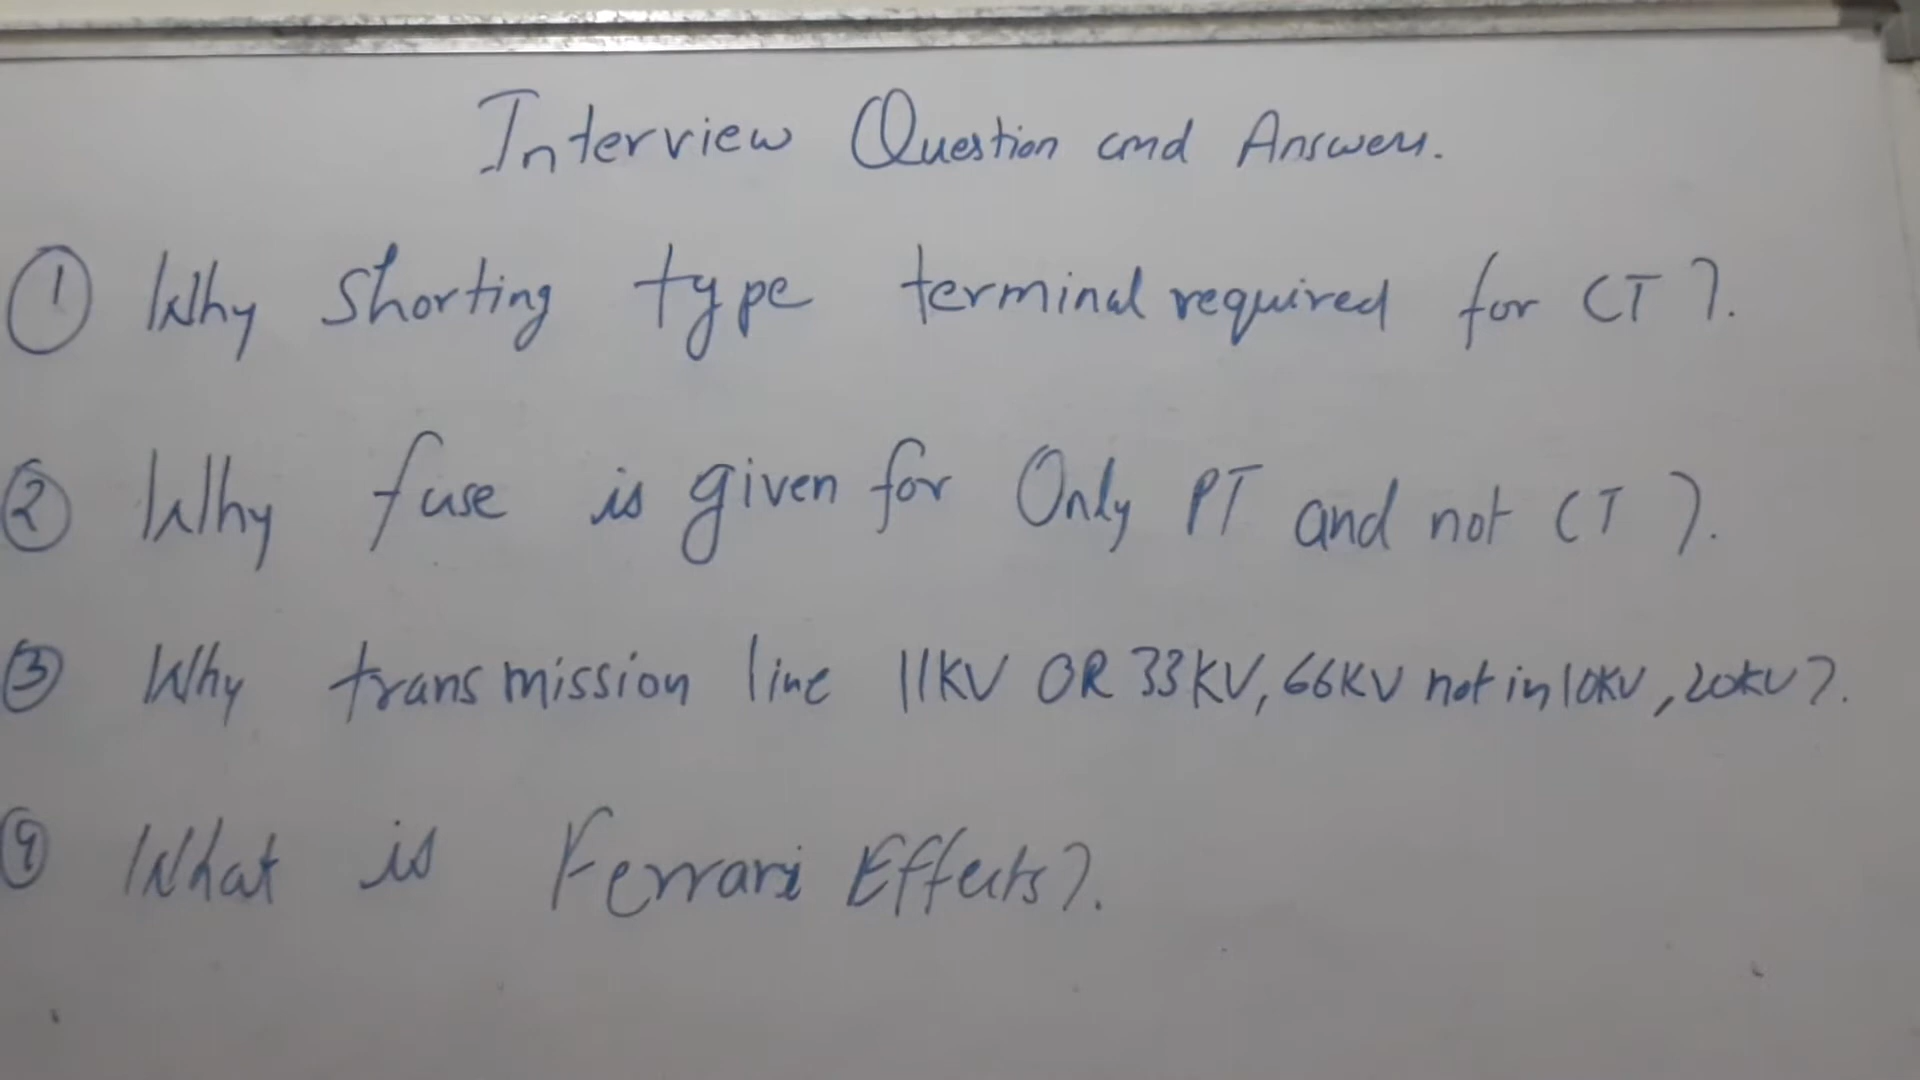 Interview Question and Answers.
① Why shorting type terminal required for CT?.
② Why fuse is given for Only PT and not CT?.
③ Why transmission line 11KV OR 33KV, 66KV not in 10KV, 20KV?.
④ What is Ferrari Effects?.